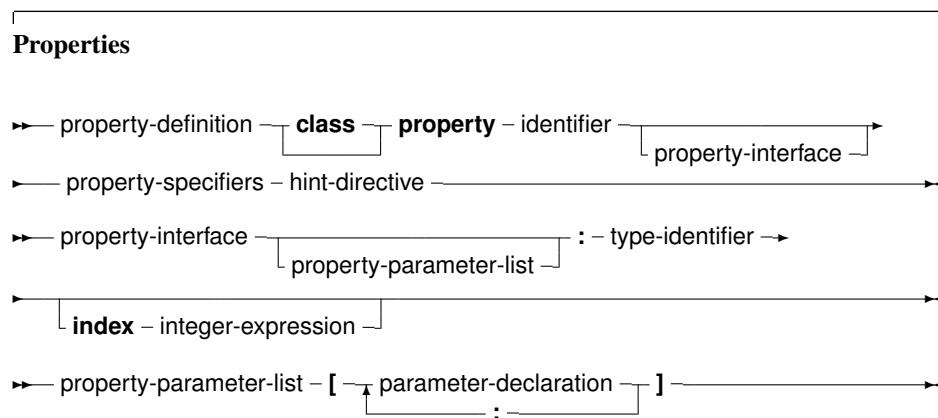 Properties
property-definition class property identifier
property-interface
property-specifiers hint-directive
property-interface : type-identifier
property-parameter-list
index integer-expression
property-parameter-list [ parameter-declaration ]